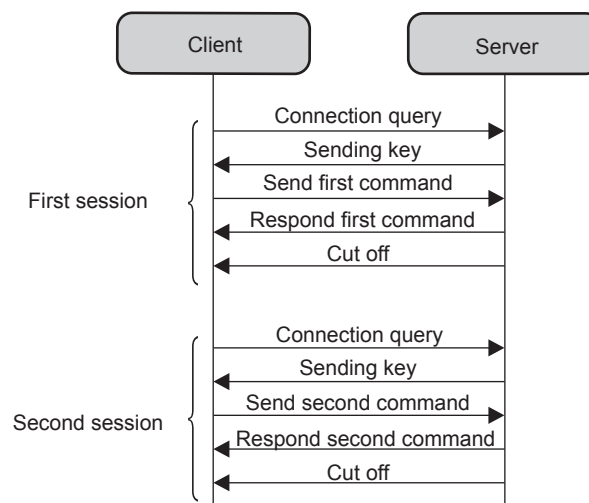 Client
Server
Connection query
Sending key
Send first command
First session
Respond first command
Cut off
Connection query
Sending key
Send second command
Second session
Respond second command
Cut off